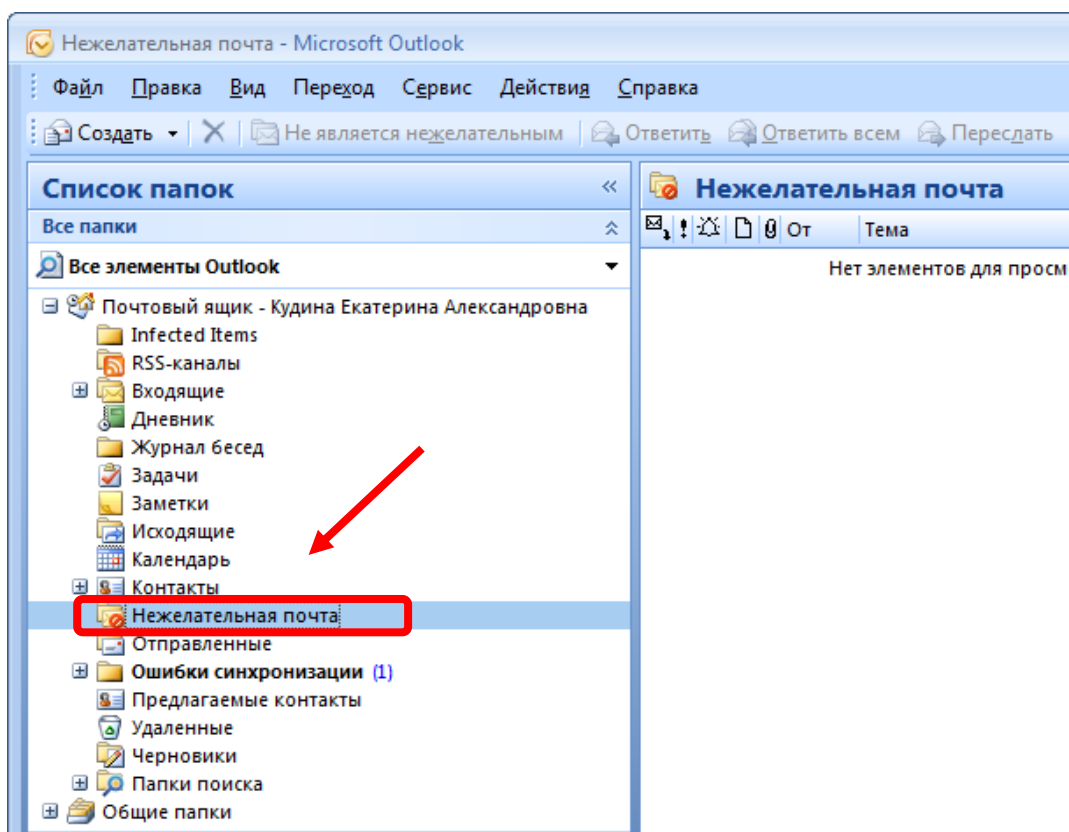 Нежелательная почта - Microsoft Outlook
Файл Правка Вид Переход Сервис Действия Справка
Создать Не является нежелательным Ответить Ответить всем Переслать
Список папок
Все папки
Все элементы Outlook
Почтовый ящик - Кудина Екатерина Александровна
Infected Items
RSS-каналы
Входящие
Дневник
Журнал бесед
Задачи
Заметки
Исходящие
Календарь
Контакты
Нежелательная почта
Отправленные
Ошибки синхронизации (1)
Предлагаемые контакты
Удаленные
Черновики
Папки поиска
Общие папки
Нежелательная почта
От Тема
Нет элементов для просм